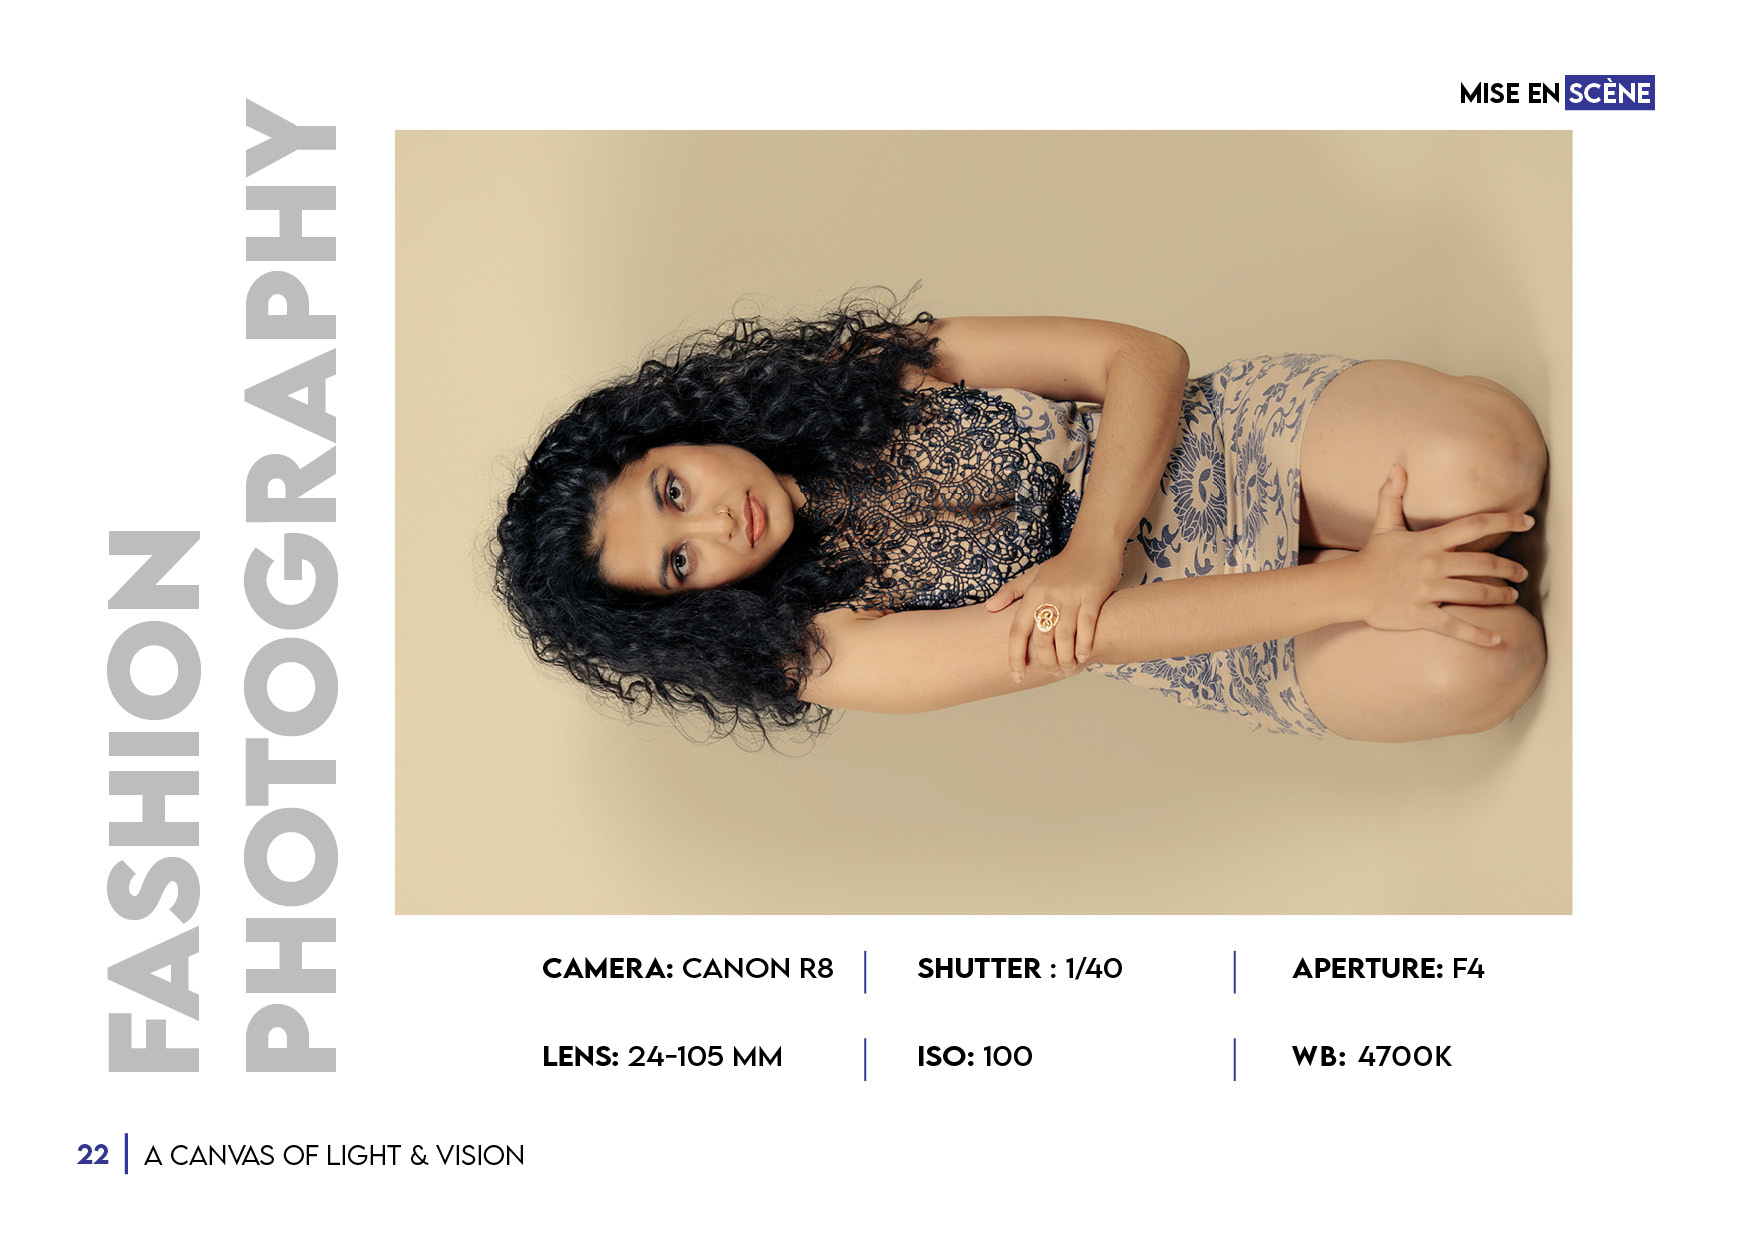 MISE EN SCÈNE
FASHION
PHOTOGRAPHY
CAMERA: CANON R8
SHUTTER : 1/40
APERTURE: F4
LENS: 24-105 MM
ISO: 100
WB: 4700K
22
A CANVAS OF LIGHT & VISION